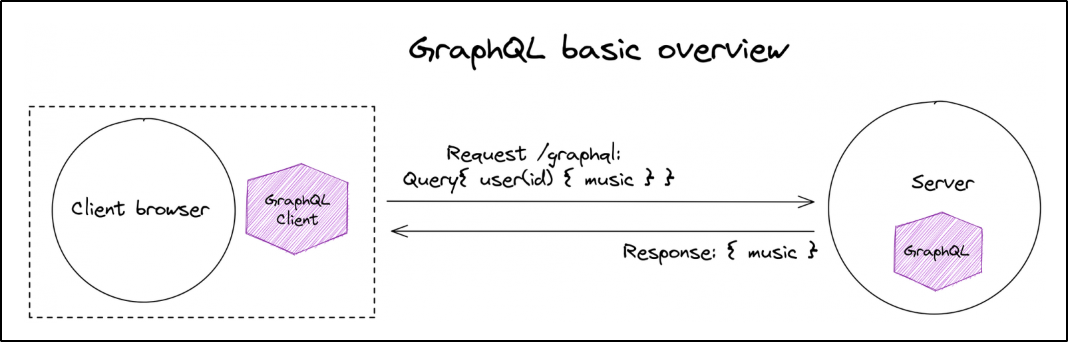 GraphQL basic overview
Request /graphql:
Query{ user(id) { music } }
Client browser
GraphQL
Client
Server
GraphQL
Response: { music }